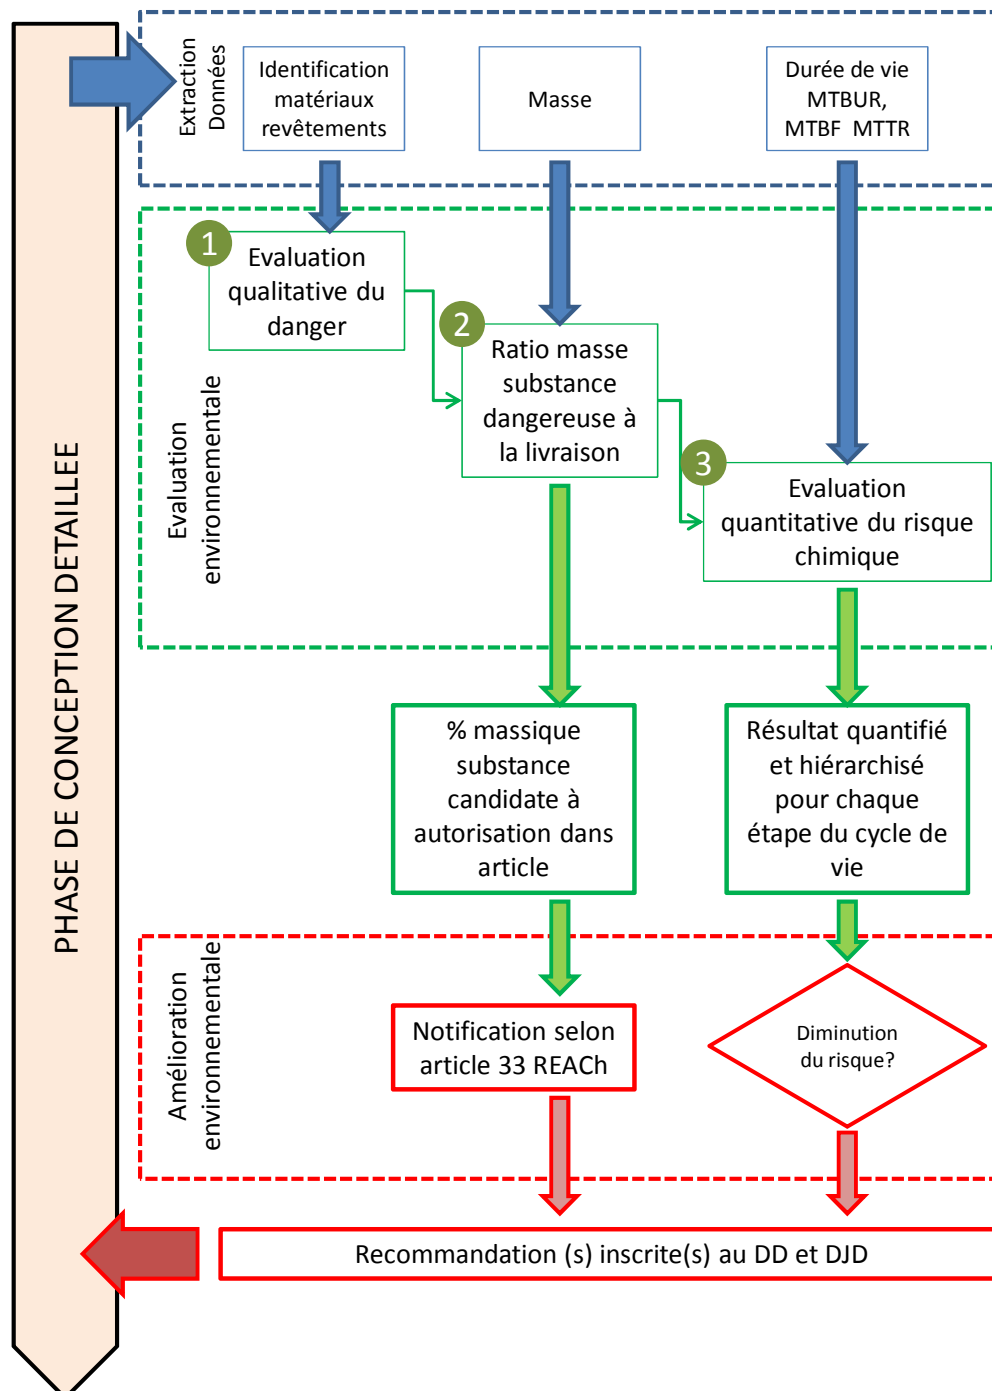 PHASE DE CONCEPTION DETAILLEE
Extraction
Données
Identification
matériaux
revêtements
Masse
Durée de vie
MTBUR,
MTBF MTTR
Evaluation
environnementale
1
Evaluation
qualitative du
danger
2
Ratio masse
substance
dangereuse à
la livraison
3
Evaluation
quantitative du risque
chimique
% massique
substance
candidate à
autorisation dans
article
Résultat quantifié
et hiérarchisé
pour chaque
étape du cycle de
vie
Amélioration
environnementale
Notification selon
article 33 REACh
Diminution
du risque?
Recommandation (s) inscrite(s) au DD et DJD